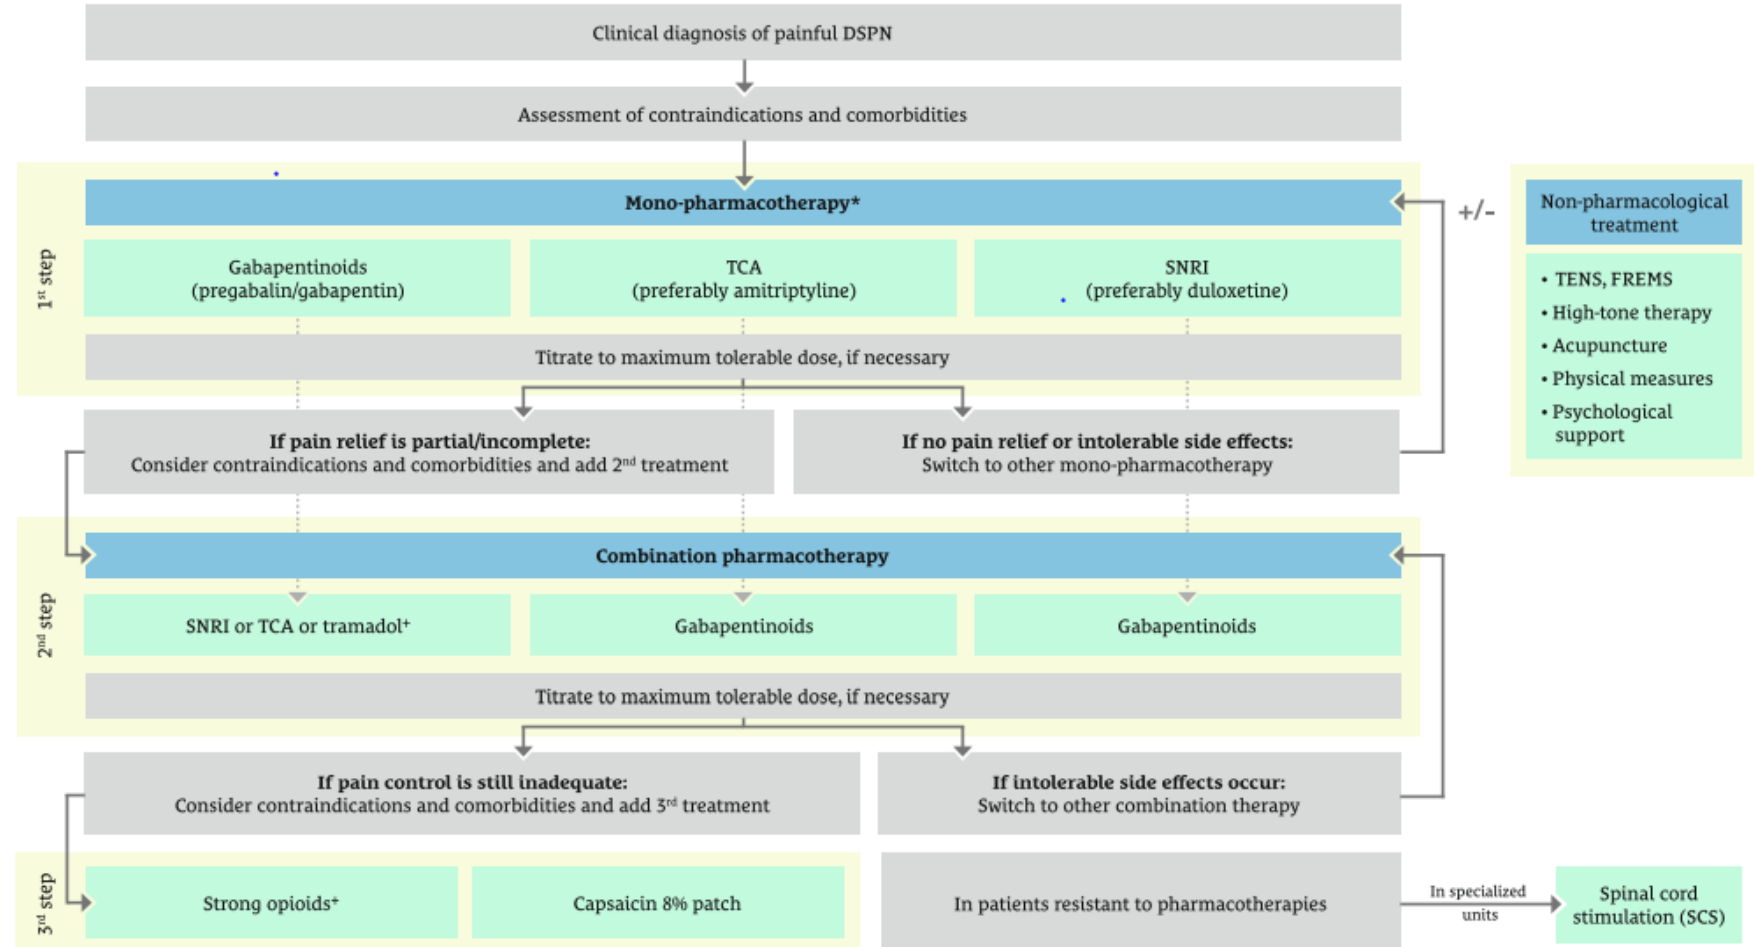 Clinical diagnosis of painful DSPN
Assessment of contraindications and comorbidities
1st step
Mono-pharmacotherapy*
Gabapentinoids
(pregabalin/gabapentin)
TCA
(preferably amitriptyline)
SNRI
(preferably duloxetine)
Titrate to maximum tolerable dose, if necessary
+/-
Non-pharmacological
treatment
• TENS, FREMS
• High-tone therapy
• Acupuncture
• Physical measures
• Psychological
support
If pain relief is partial/incomplete:
Consider contraindications and comorbidities and add 2nd treatment
If no pain relief or intolerable side effects:
Switch to other mono-pharmacotherapy
2nd step
Combination pharmacotherapy
SNRI or TCA or tramadol+
Gabapentinoids
Gabapentinoids
Titrate to maximum tolerable dose, if necessary
If pain control is still inadequate:
Consider contraindications and comorbidities and add 3rd treatment
If intolerable side effects occur:
Switch to other combination therapy
3rd step
Strong opioids+
Capsaicin 8% patch
In patients resistant to pharmacotherapies
In specialized
units
Spinal cord
stimulation (SCS)